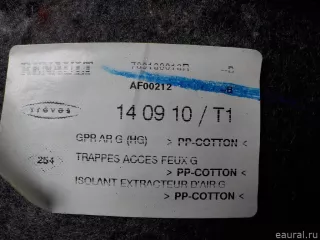 RENAULT
AF00212
treves
14 09 10 / T1
GPR AR G (HG) > PP-COTTON <
254 TRAPPES ACCES FEUX G
> PP-COTTON <
ISOLANT EXTRACTEUR D'AIR G
> PP-COTTON <
eaural.ru